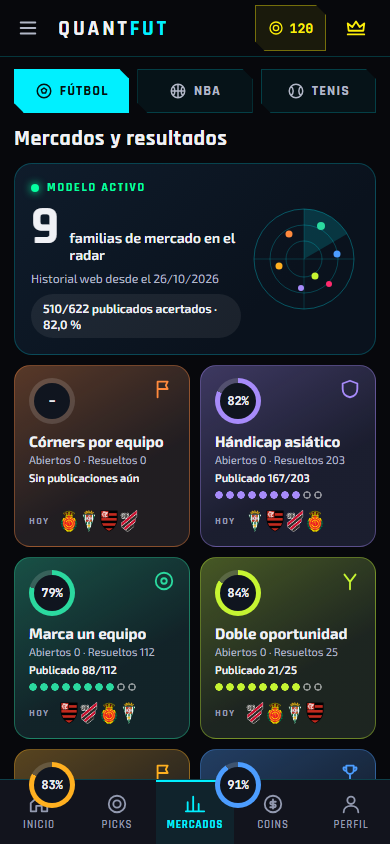 QUANTFUT
120
FÚTBOL
NBA
TENIS
Mercados y resultados
MODELO ACTIVO
9 familias de mercado en el
radar
Historial web desde el 26/10/2026
510/622 publicados acertados ·
82,0 %
–
Córners por equipo
Abiertos 0 · Resueltos 0
Sin publicaciones aún
HOY
82%
Hándicap asiático
Abiertos 0 · Resueltos 203
Publicado 167/203
HOY
79%
Marca un equipo
Abiertos 0 · Resueltos 112
Publicado 88/112
HOY
84%
Doble oportunidad
Abiertos 0 · Resueltos 25
Publicado 21/25
HOY
83%
91%
INICIO
PICKS
MERCADOS
COINS
PERFIL